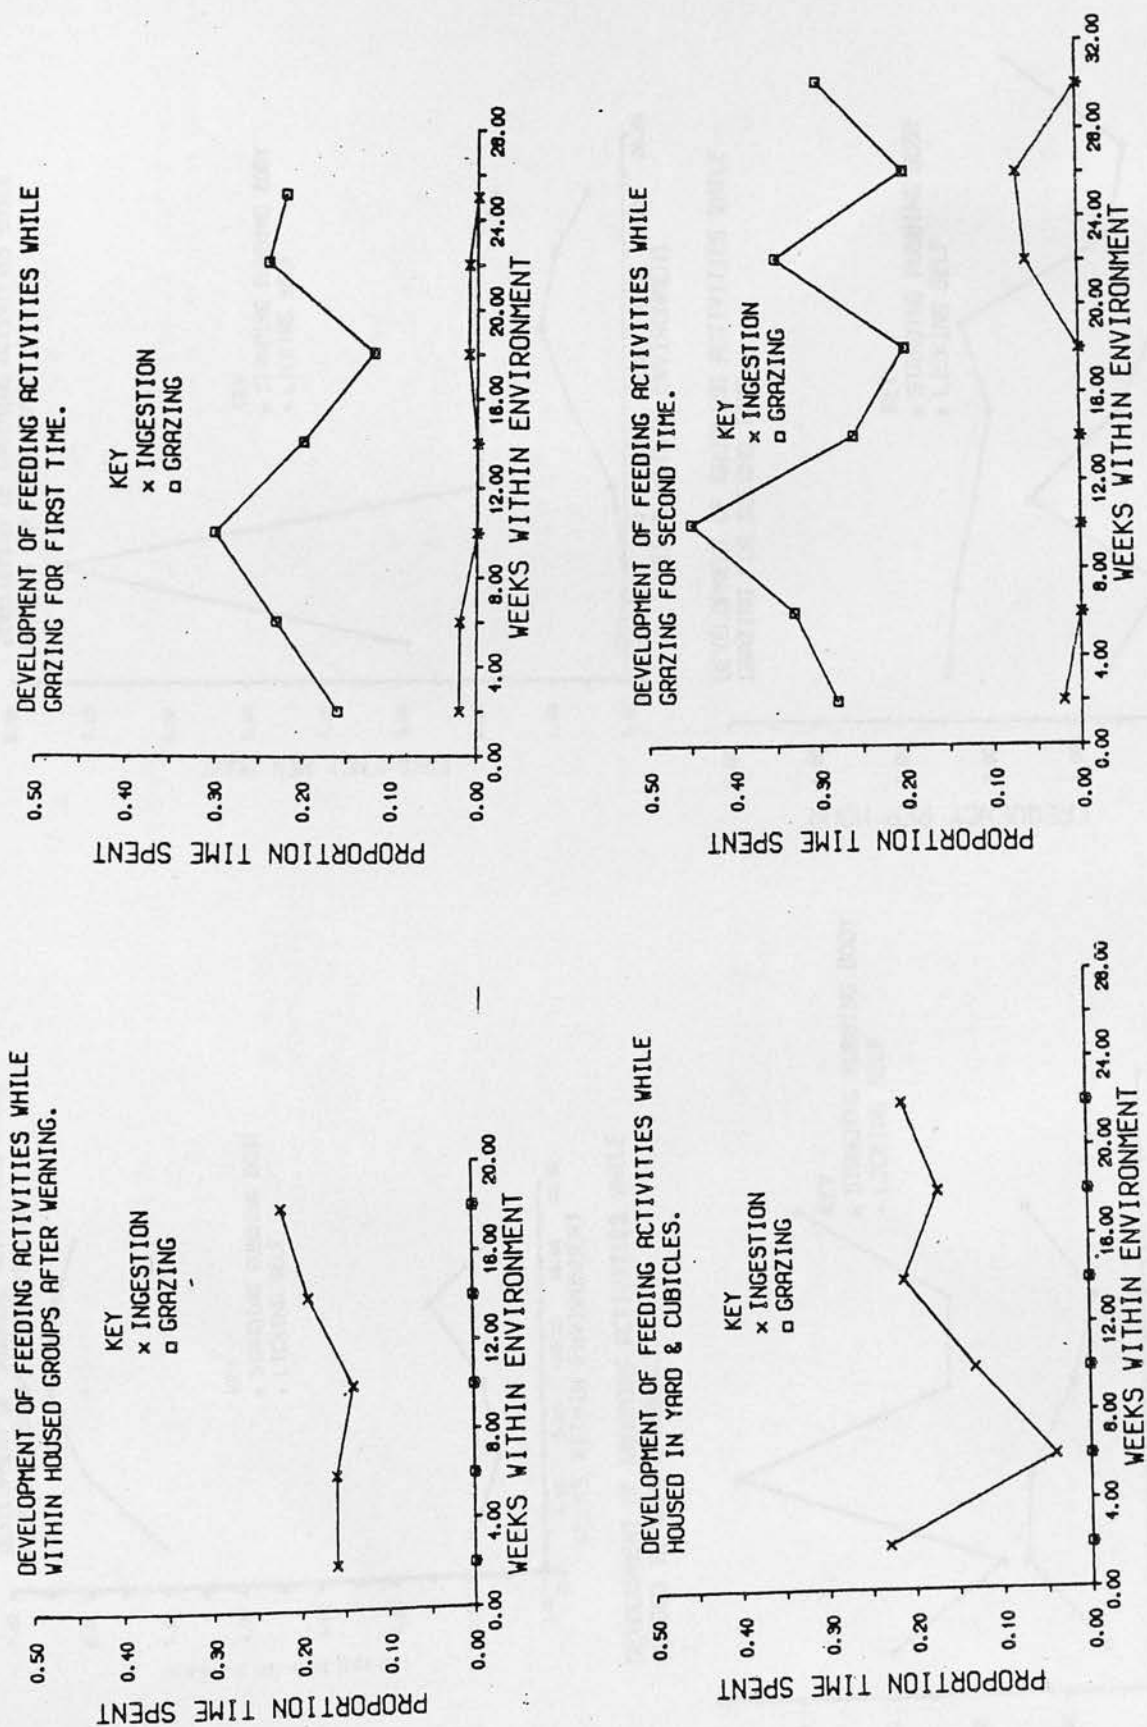 DEVELOPMENT OF FEEDING ACTIVITIES WHILE
WITHIN HOUSED GROUPS AFTER WEANING.
KEY
× INGESTION
□ GRAZING
PROPORTION TIME SPENT
0.50
0.40
0.30
0.20
0.10
0.00
0.00 4.00 8.00 12.00 16.00 20.00
WEEKS WITHIN ENVIRONMENT
DEVELOPMENT OF FEEDING ACTIVITIES WHILE
GRAZING FOR FIRST TIME.
KEY
× INGESTION
□ GRAZING
PROPORTION TIME SPENT
0.50
0.40
0.30
0.20
0.10
0.00
0.00 4.00 8.00 12.00 16.00 20.00 24.00 28.00
WEEKS WITHIN ENVIRONMENT
DEVELOPMENT OF FEEDING ACTIVITIES WHILE
HOUSED IN YARD & CUBICLES.
KEY
× INGESTION
□ GRAZING
PROPORTION TIME SPENT
0.50
0.40
0.30
0.20
0.10
0.00
0.00 4.00 8.00 12.00 16.00 20.00 24.00 28.00
WEEKS WITHIN ENVIRONMENT
DEVELOPMENT OF FEEDING ACTIVITIES WHILE
GRAZING FOR SECOND TIME.
KEY
× INGESTION
□ GRAZING
PROPORTION TIME SPENT
0.50
0.40
0.30
0.20
0.10
0.00
0.00 4.00 8.00 12.00 16.00 20.00 24.00 28.00 32.00
WEEKS WITHIN ENVIRONMENT